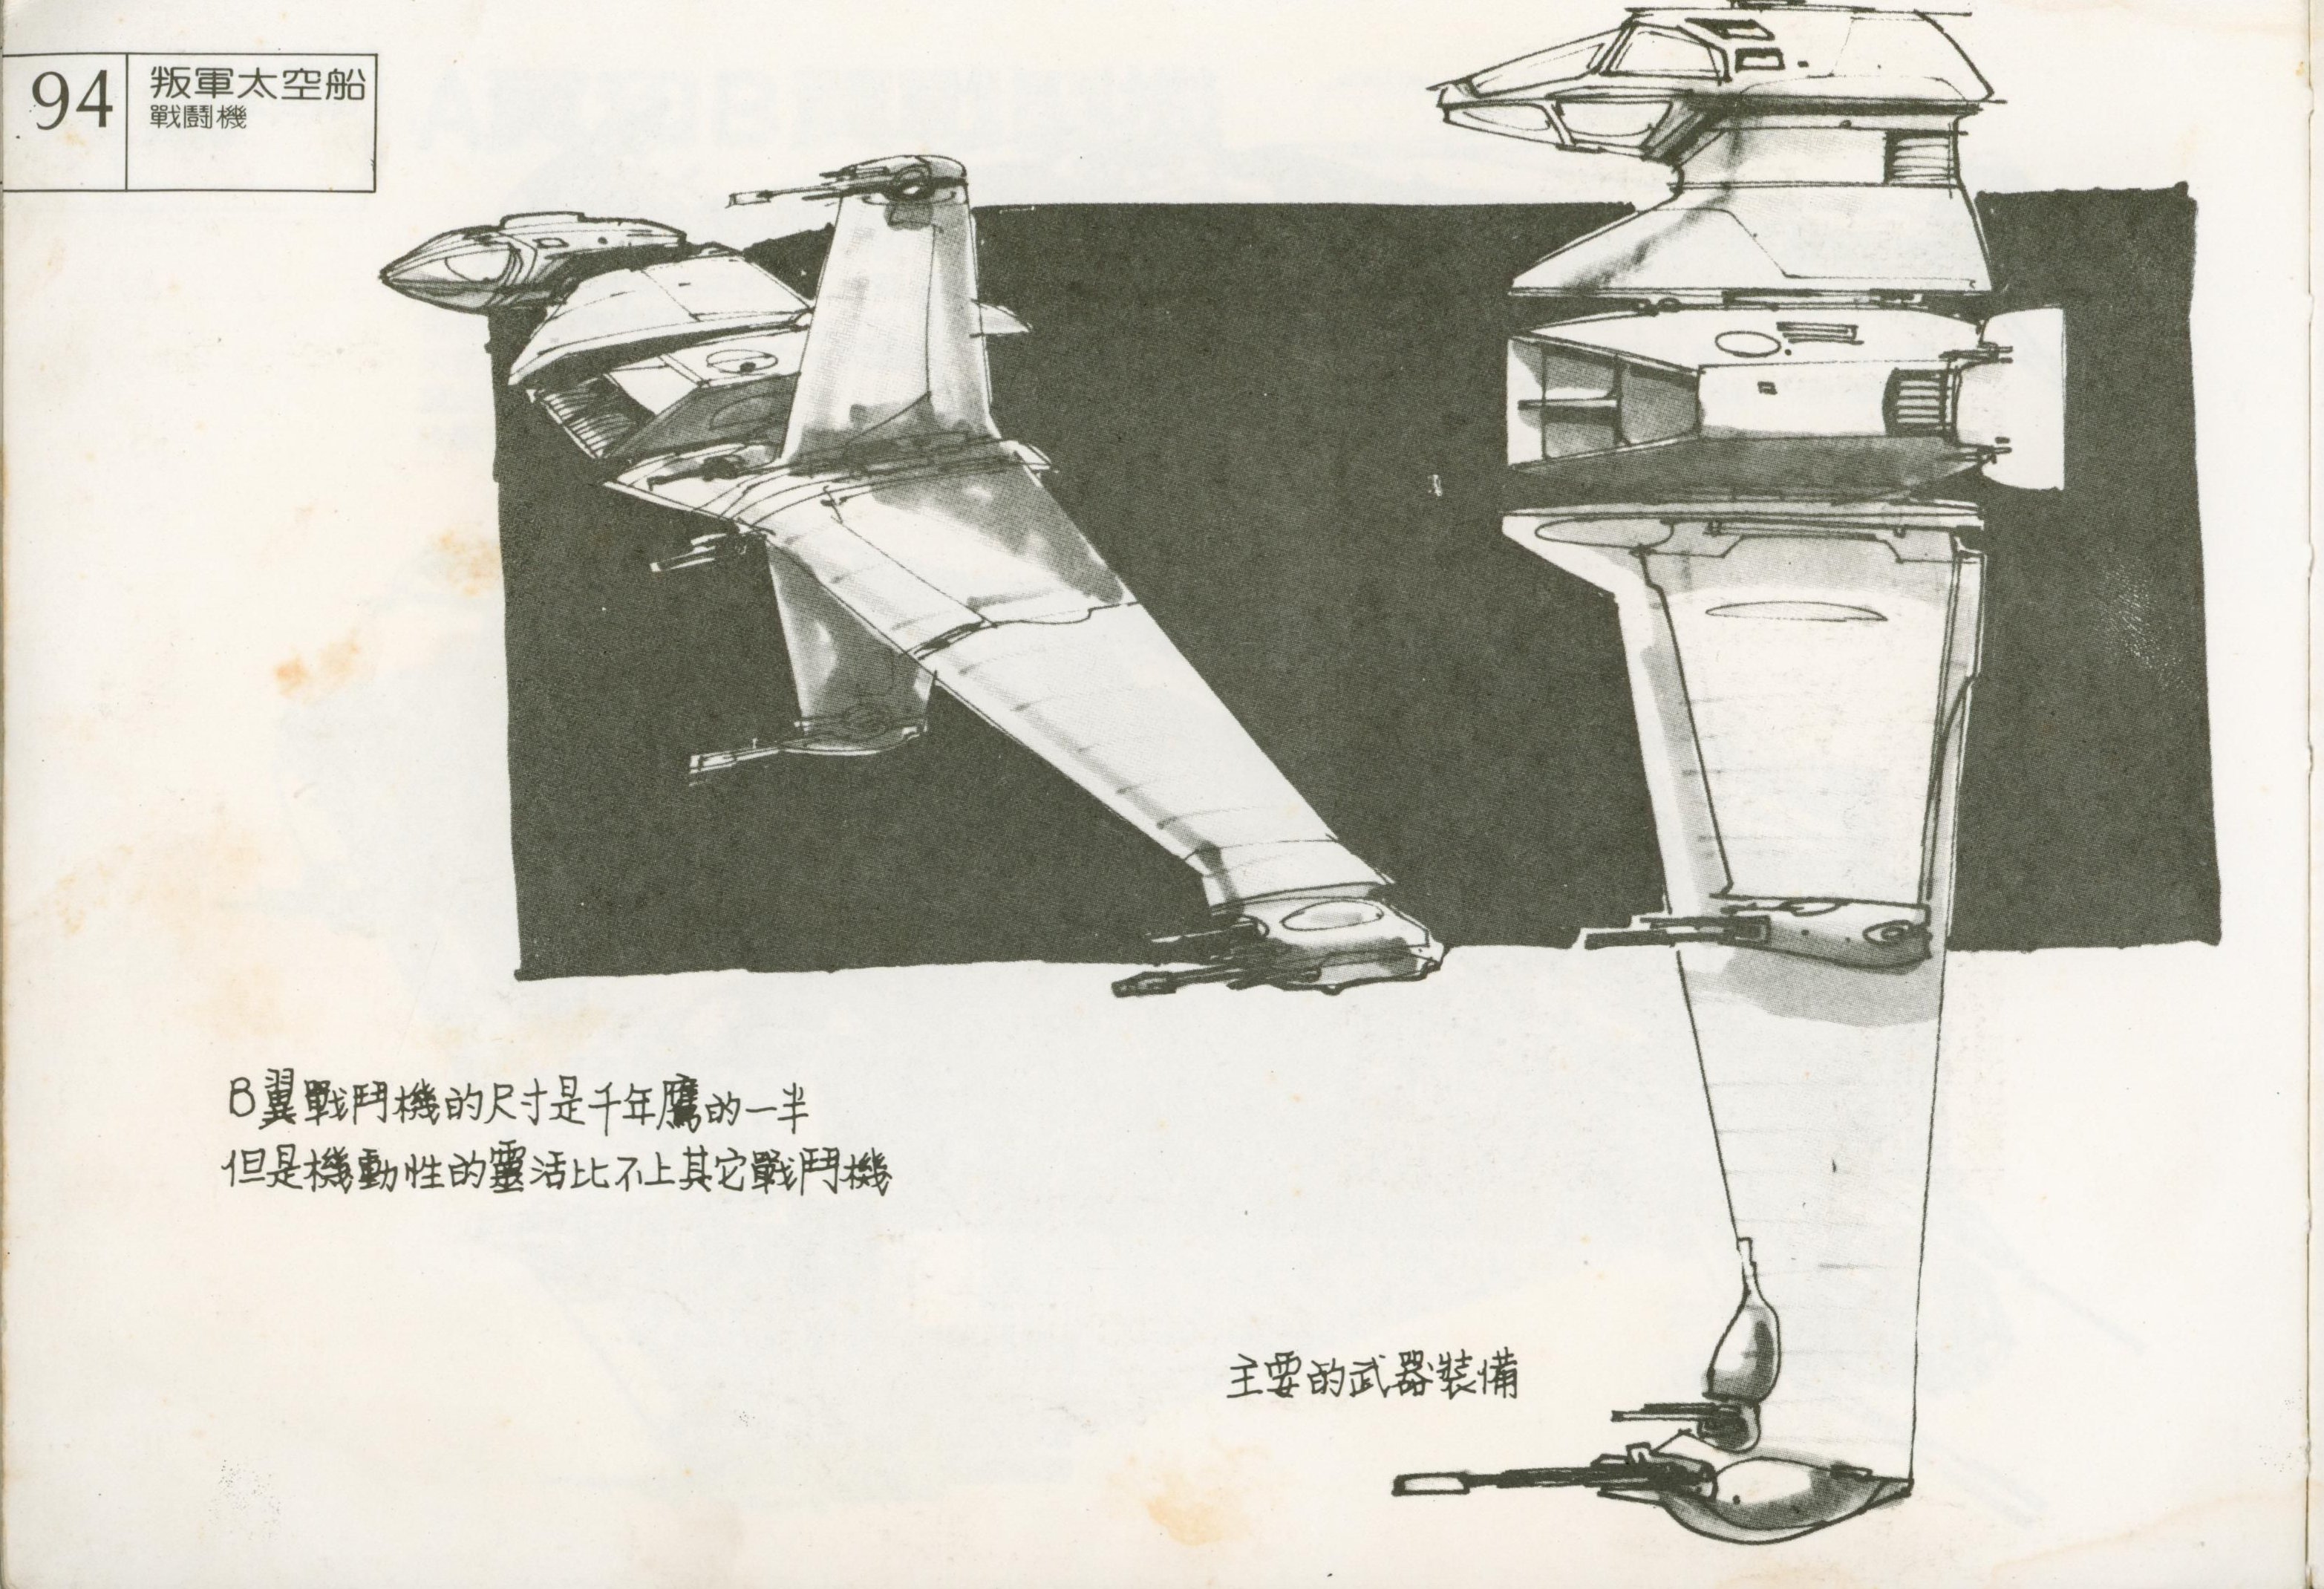 94
叛軍太空船
戰鬪機
B翼戰鬥機的尺寸是千年鷹的一半
但是機動性的靈活比不上其它戰鬥機
主要的武器裝備